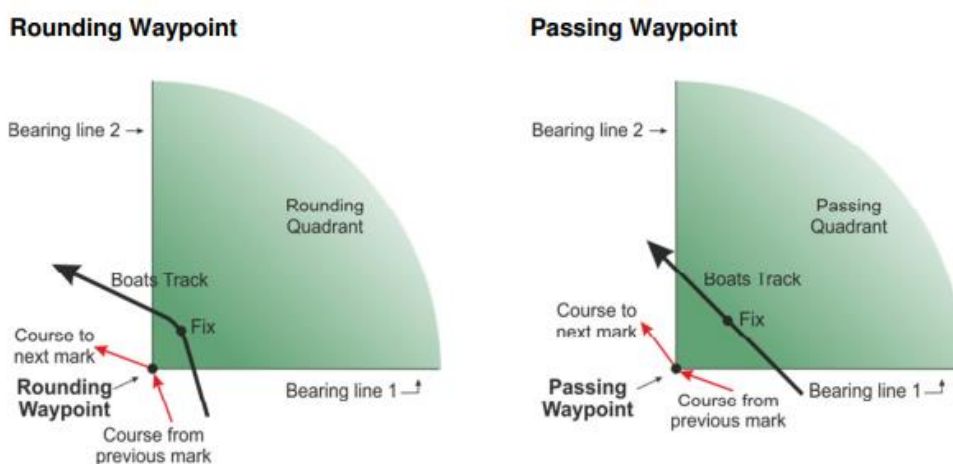 Rounding Waypoint
Bearing line 2 →
Rounding
Quadrant
Boats Track
Fix
Course to
next mark
Rounding
Waypoint
Bearing line 1
Course from
previous mark
Passing Waypoint
Bearing line 2 →
Passing
Quadrant
Boats Track
Fix
Course to
next mark
Passing
Waypoint
Bearing line 1
Course from
previous mark